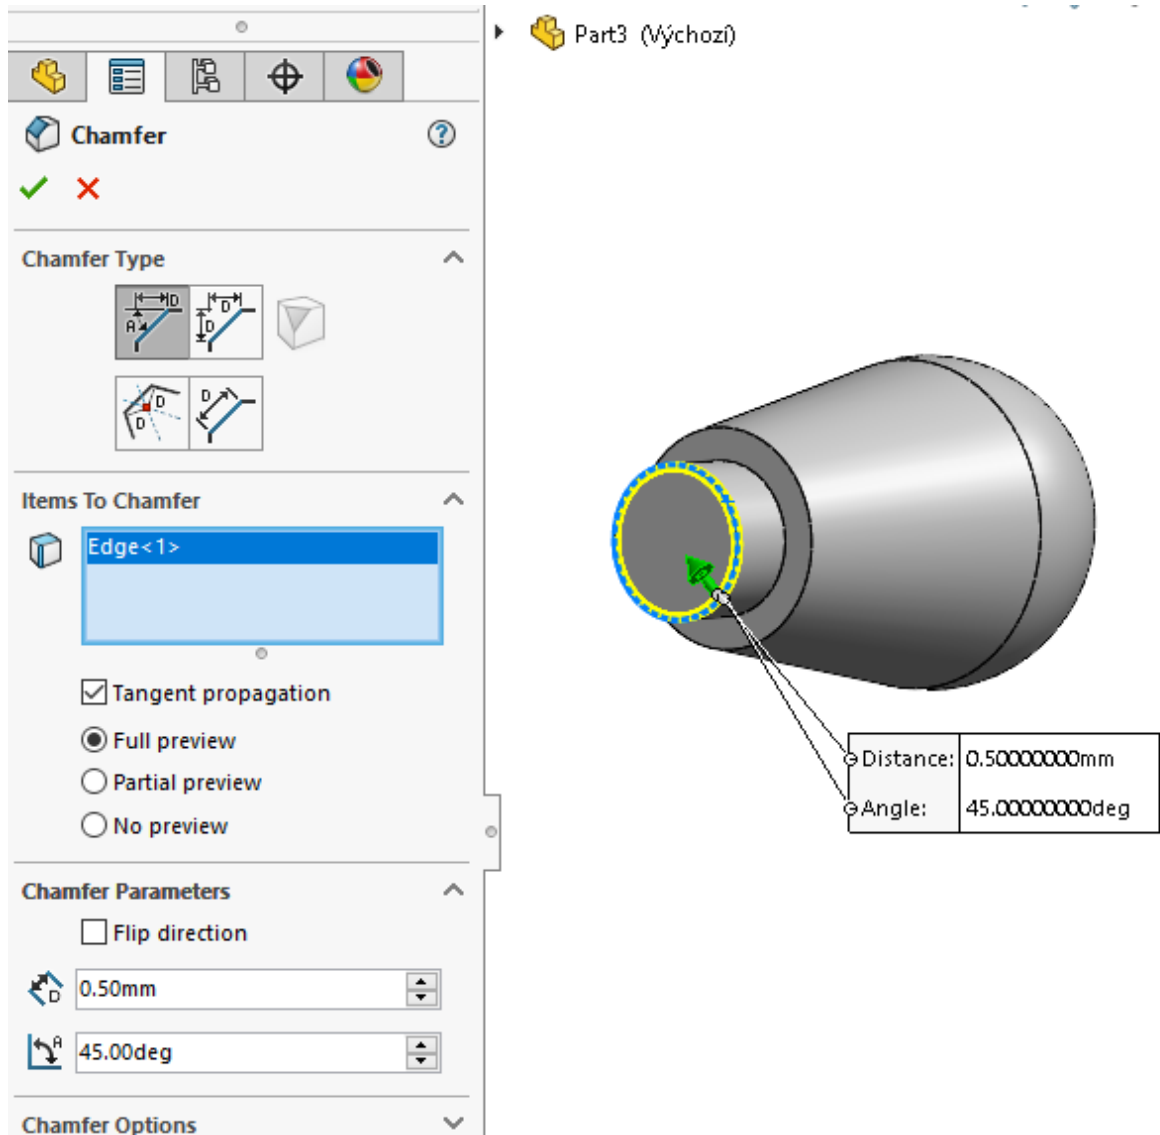 Part3 (Výchozí)
Chamfer
Chamfer Type
D
A
D
D
D
D
D
Items To Chamfer
Edge<1>
Tangent propagation
Full preview
Partial preview
No preview
Distance: 0.50000000mm
Angle: 45.00000000deg
Chamfer Parameters
Flip direction
D
0.50mm
A
45.00deg
Chamfer Options